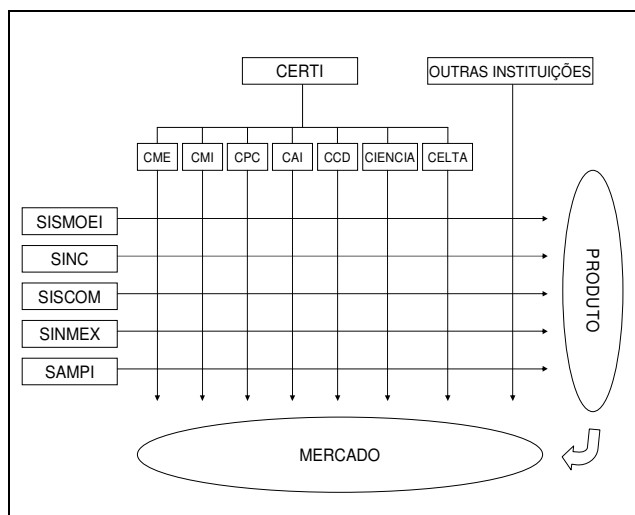 CERTI
OUTRAS INSTITUIÇÕES
CME
CMI
CPC
CAI
CCD
CIENCIA
CELTA
SISMOEI
SINC
SISCOM
SINMEX
SAMPI
PRODUTO
MERCADO